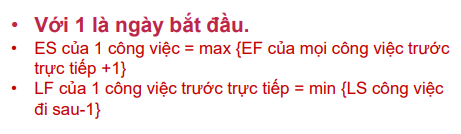 • Với 1 là ngày bắt đầu.
• ES của 1 công việc = max {EF của mọi công việc trước
trực tiếp +1}
• LF của 1 công việc trước trực tiếp = min {LS công việc
đi sau-1}